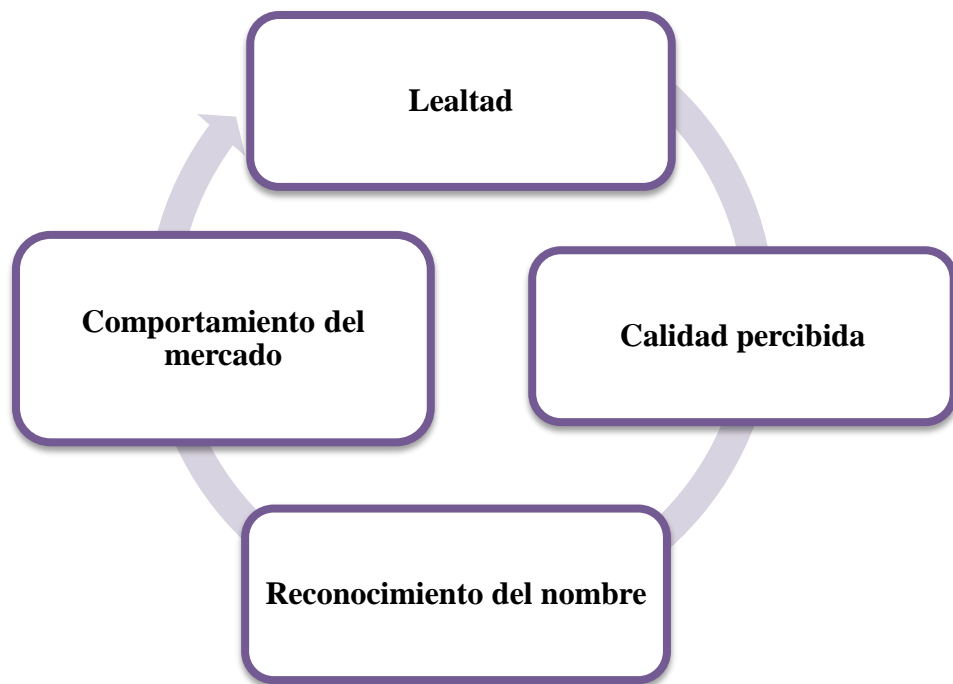 Lealtad
Calidad percibida
Reconocimiento del nombre
Comportamiento del
mercado